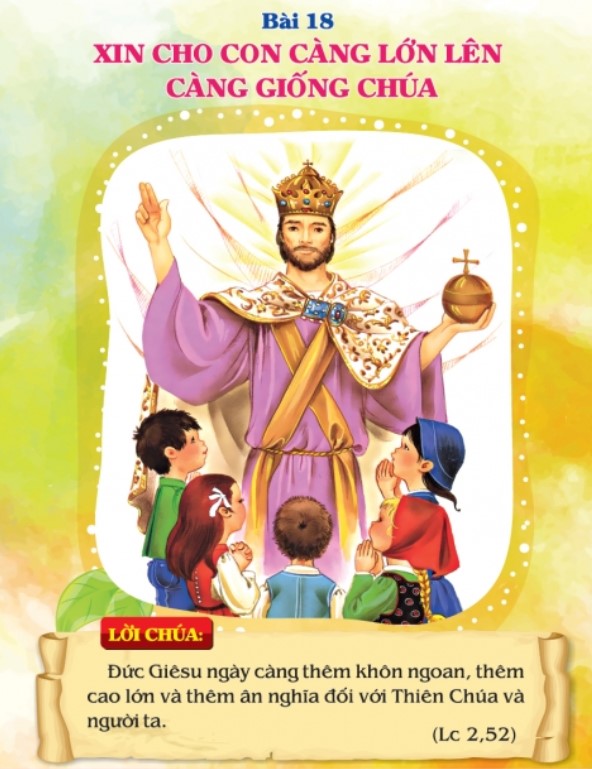 Bài 18
XIN CHO CON CÀNG LỚN LÊN
CÀNG GIỐNG CHÚA
LỜI CHÚA:
Đức Giêsu ngày càng thêm khôn ngoan, thêm
cao lớn và thêm ân nghĩa đối với Thiên Chúa và
người ta.
(Lc 2,52)